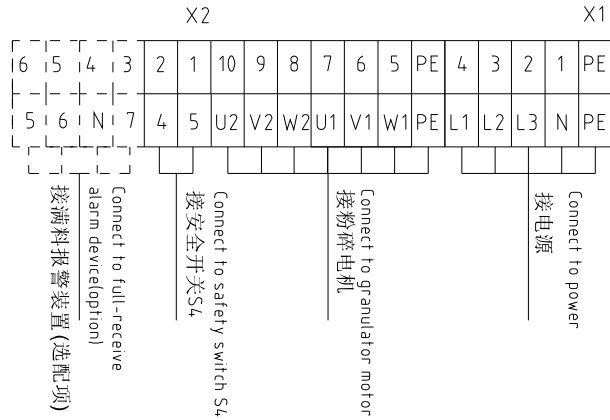 X2 X1
6 5 4 3 2 1 10 9 8 7 6 5 PE 4 3 2 1 PE
5 6 N 7 4 5 U2 V2 W2 U1 V1 W1 PE L1 L2 L3 N PE
Connect to full-receive
alarm device(option)
接满料报警装置(选配项)
Connect to safety switch S4
接安全开关S4
Connect to granulator motor
接粉碎电机
Connect to power
接电源